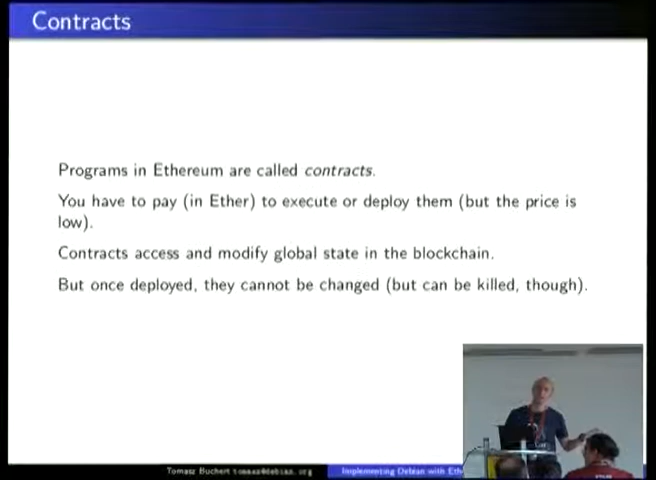 Contracts
Programs in Ethereum are called contracts.
You have to pay (in Ether) to execute or deploy them (but the price is
low).
Contracts access and modify global state in the blockchain.
But once deployed, they cannot be changed (but can be killed, though).
Tomasz Buchert
Implementing Debian with Eth